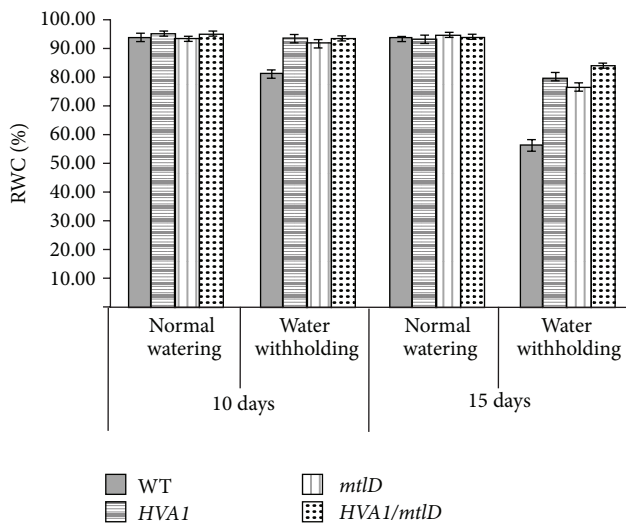 100.00
90.00
80.00
70.00
60.00
50.00
40.00
30.00
20.00
10.00
RWC (%)
Normal watering
Water withholding
Normal watering
Water withholding
10 days
15 days
WT
HVA1
mtlD
HVA1/mtlD